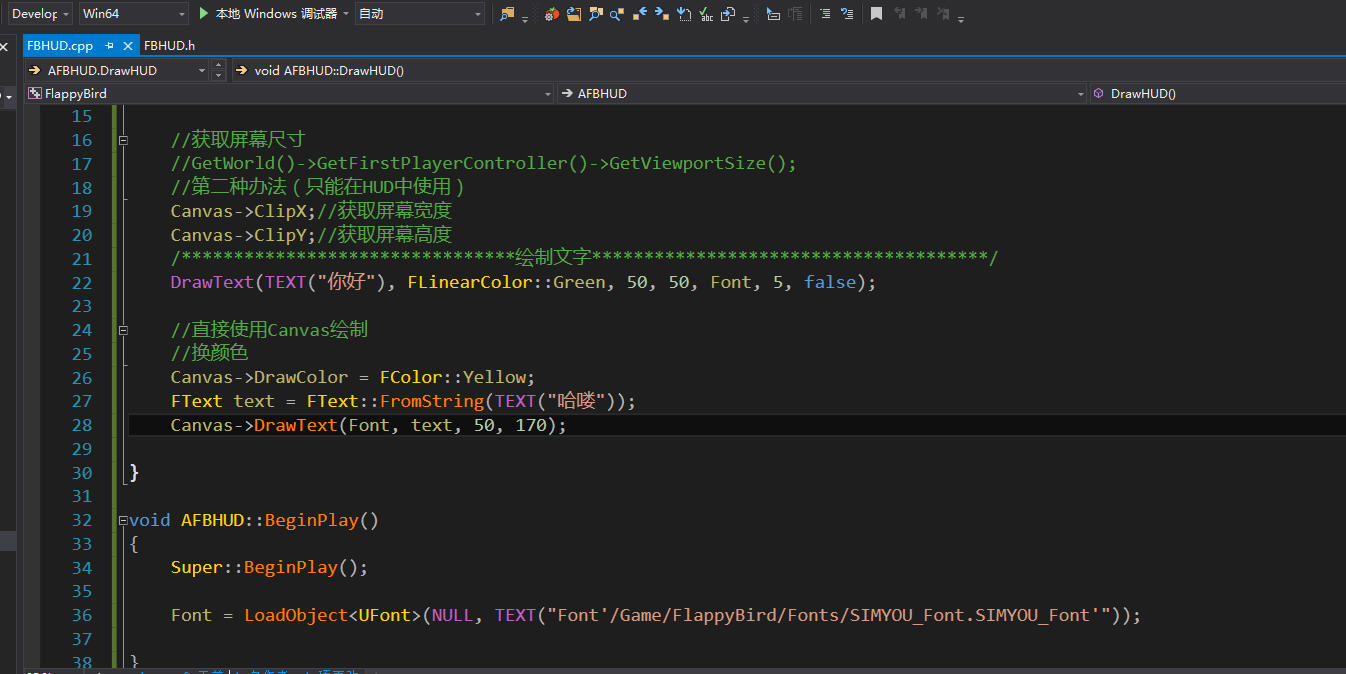 Develop Win64 本地 Windows 调试器 自动
FBHUD.cpp FBHUD.h
AFBHUD.DrawHUD void AFBHUD::DrawHUD()
FlappyBird AFBHUD DrawHUD()
15
16 //获取屏幕尺寸
17 //GetWorld()->GetFirstPlayerController()->GetViewportSize();
18 //第二种办法（只能在HUD中使用）
19 Canvas->ClipX;//获取屏幕宽度
20 Canvas->ClipY;//获取屏幕高度
21 /********************************绘制文字**************************************/
22 DrawText(TEXT("你好"), FLinearColor::Green, 50, 50, Font, 5, false);
23
24 //直接使用Canvas绘制
25 //换颜色
26 Canvas->DrawColor = FColor::Yellow;
27 FText text = FText::FromString(TEXT("哈喽"));
28 Canvas->DrawText(Font, text, 50, 170);
29
30 }
31
32 void AFBHUD::BeginPlay()
33 {
34 Super::BeginPlay();
35
36 Font = LoadObject<UFont>(NULL, TEXT("Font'/Game/FlappyBird/Fonts/SIMYOU_Font.SIMYOU_Font'"));
37
38 }